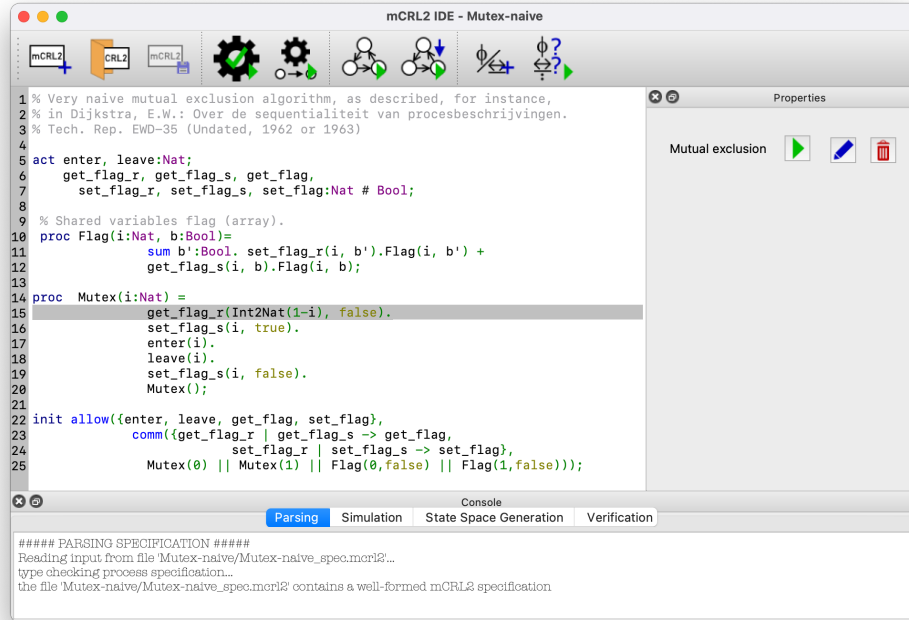 mCRL2 IDE - Mutex-naive
mCRL2
CRL2
mCRL2
ϕ
ϕ?
?
Properties
Mutual exclusion
1 % Very naive mutual exclusion algorithm, as described, for instance,
2 % in Dijkstra, E.W.: Over de sequentialiteit van procesbeschrijvingen.
3 % Tech. Rep. EWD-35 (Undated, 1962 or 1963)
4
5 act enter, leave:Nat;
6 get_flag_r, get_flag_s, get_flag,
7 set_flag_r, set_flag_s, set_flag:Nat # Bool;
8
9 % Shared variables flag (array).
10 proc Flag(i:Nat, b:Bool)=
11 sum b':Bool. set_flag_r(i, b').Flag(i, b') +
12 get_flag_s(i, b).Flag(i, b);
13
14 proc Mutex(i:Nat) =
15 get_flag_r(Int2Nat(1-i), false).
16 set_flag_s(i, true).
17 enter(i).
18 leave(i).
19 set_flag_s(i, false).
20 Mutex();
21
22 init allow({enter, leave, get_flag, set_flag},
23 comm({get_flag_r | get_flag_s -> get_flag,
24 set_flag_r | set_flag_s -> set_flag},
25 Mutex(0) || Mutex(1) || Flag(0,false) || Flag(1,false)));
Console
Parsing Simulation State Space Generation Verification
##### PARSING SPECIFICATION #####
Reading input from file 'Mutex-naive/Mutex-naive_spec.mcrl2'...
type checking process specification...
the file 'Mutex-naive/Mutex-naive_spec.mcrl2' contains a well-formed mCRL2 specification